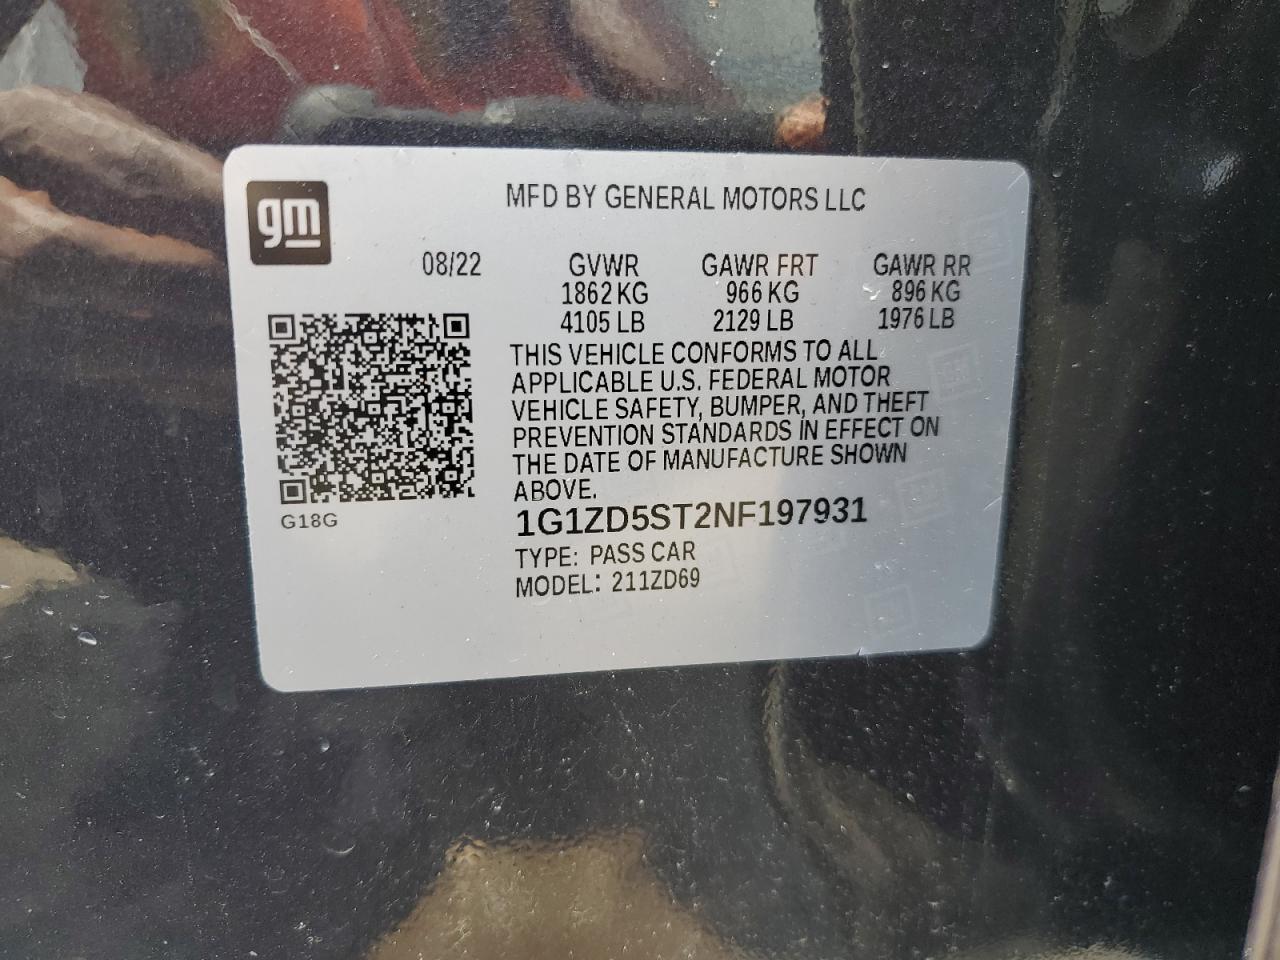 gm
MFD BY GENERAL MOTORS LLC
08/22 GVWR GAWR FRT GAWR RR
1862 KG 966 KG 896 KG
4105 LB 2129 LB 1976 LB
THIS VEHICLE CONFORMS TO ALL
APPLICABLE U.S. FEDERAL MOTOR
VEHICLE SAFETY, BUMPER, AND THEFT
PREVENTION STANDARDS IN EFFECT ON
THE DATE OF MANUFACTURE SHOWN
ABOVE.
G18G
1G1ZD5ST2NF197931
TYPE: PASS CAR
MODEL: 211ZD69